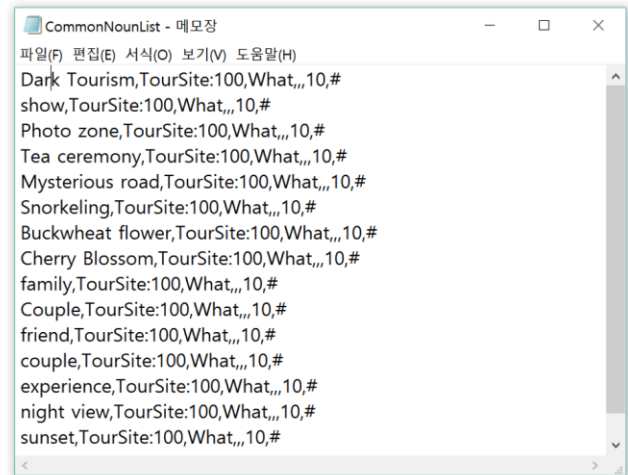 CommonNounList - 메모장
파일(F) 편집(E) 서식(O) 보기(V) 도움말(H)
Dark Tourism,TourSite:100,What,,,10,#
show,TourSite:100,What,,,10,#
Photo zone,TourSite:100,What,,,10,#
Tea ceremony,TourSite:100,What,,,10,#
Mysterious road,TourSite:100,What,,,10,#
Snorkeling,TourSite:100,What,,,10,#
Buckwheat flower,TourSite:100,What,,,10,#
Cherry Blossom,TourSite:100,What,,,10,#
family,TourSite:100,What,,,10,#
Couple,TourSite:100,What,,,10,#
friend,TourSite:100,What,,,10,#
couple,TourSite:100,What,,,10,#
experience,TourSite:100,What,,,10,#
night view,TourSite:100,What,,,10,#
sunset,TourSite:100,What,,,10,#